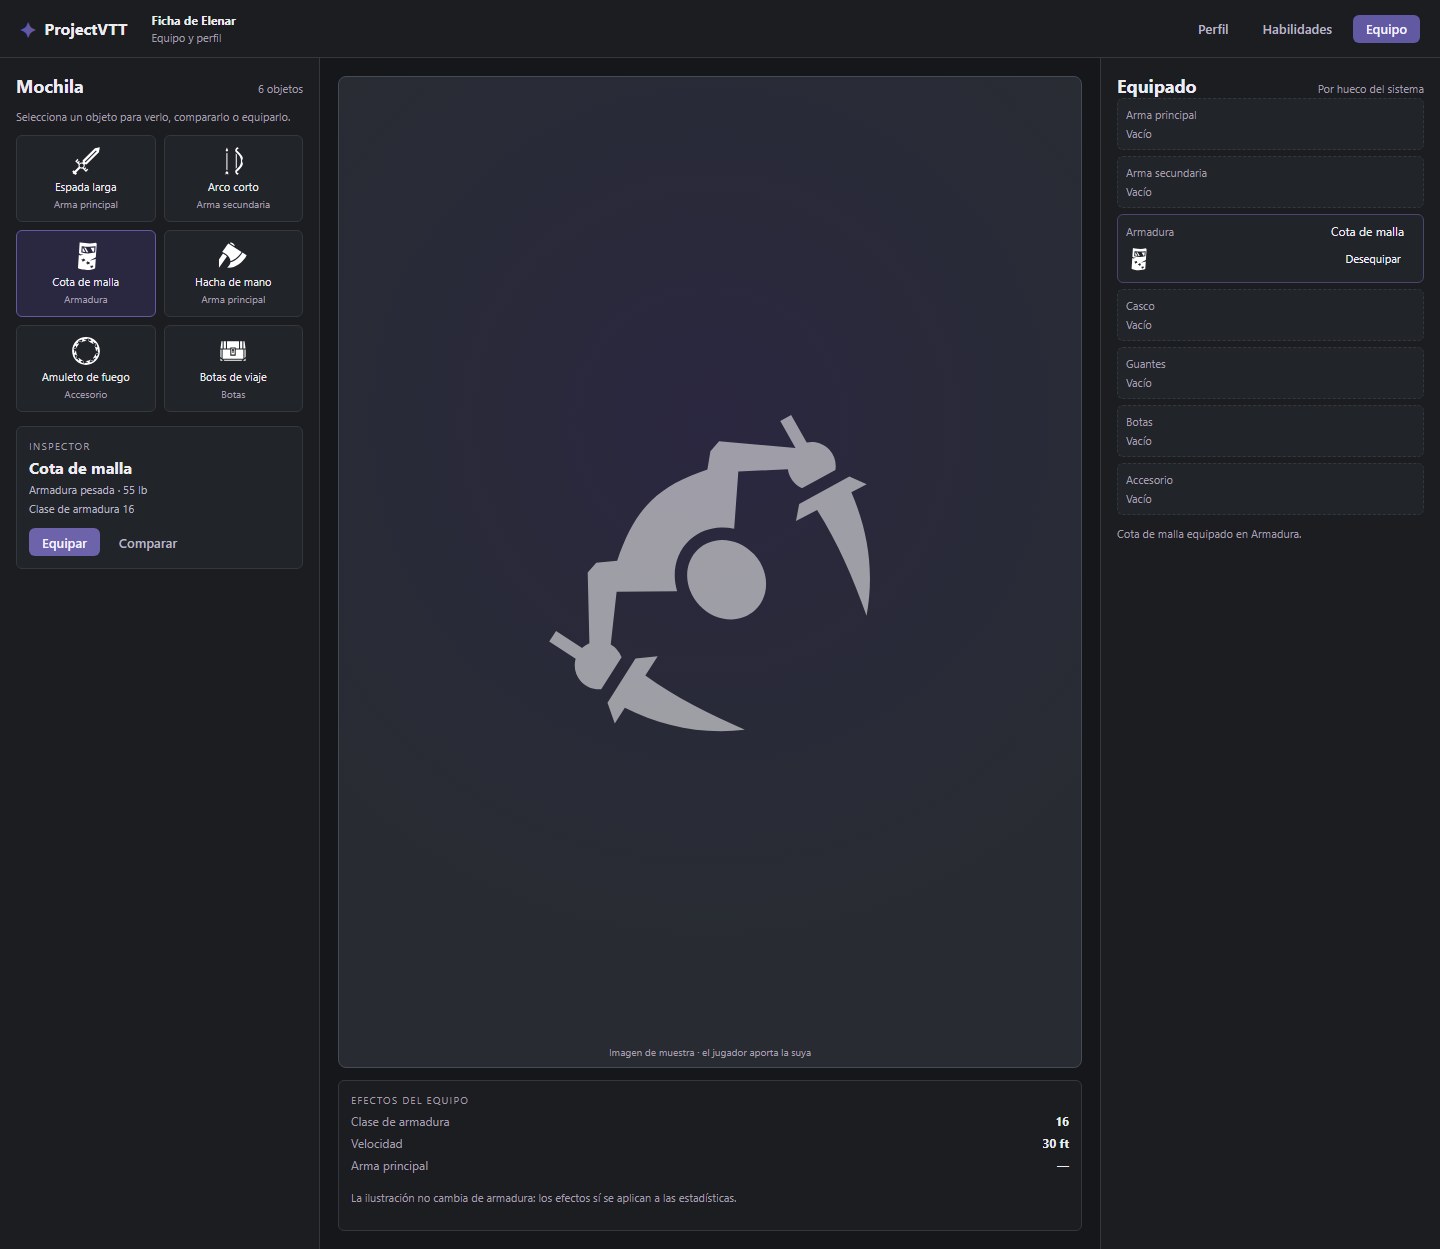 ProjectVTT
Ficha de Elenar
Equipo y perfil
Perfil
Habilidades
Equipo
Mochila
6 objetos
Selecciona un objeto para verlo, compararlo o equiparlo.
Espada larga
Arma principal
Arco corto
Arma secundaria
Cota de malla
Armadura
Hacha de mano
Arma principal
Amuleto de fuego
Accesorio
Botas de viaje
Botas
INSPECTOR
Cota de malla
Armadura pesada · 55 lb
Clase de armadura 16
Equipar
Comparar
Imagen de muestra · el jugador aporta la suya
EFECTOS DEL EQUIPO
Clase de armadura 16
Velocidad 30 ft
Arma principal —
La ilustración no cambia de armadura: los efectos sí se aplican a las estadísticas.
Equipado
Por hueco del sistema
Arma principal
Vacío
Arma secundaria
Vacío
Armadura
Cota de malla
Desequipar
Casco
Vacío
Guantes
Vacío
Botas
Vacío
Accesorio
Vacío
Cota de malla equipado en Armadura.